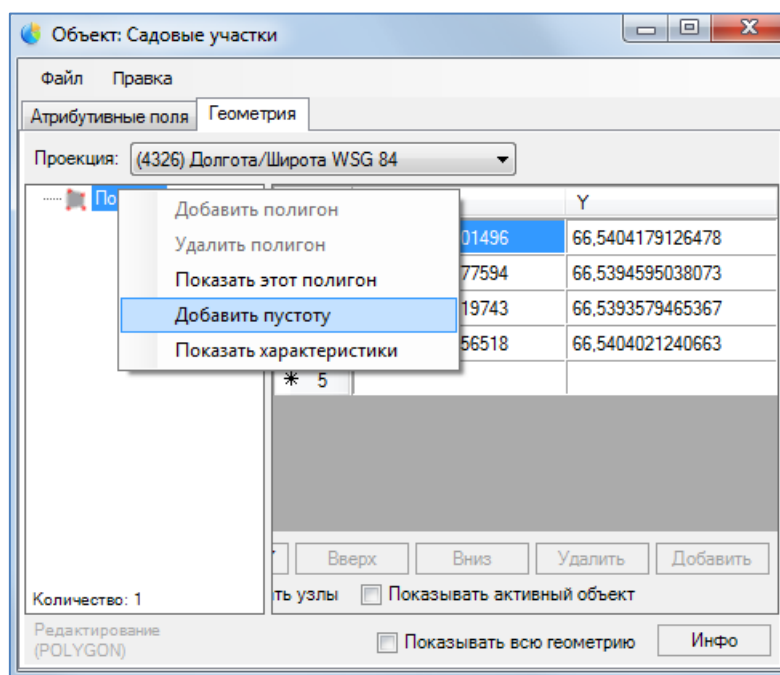 Объект: Садовые участки
Файл Правка
Атрибутивные поля Геометрия
Проекция: (4326) Долгота/Широта WSG 84
По
Добавить полигон
Удалить полигон
Показать этот полигон
Добавить пустоту
Показать характеристики
Y
01496 66,5404179126478
77594 66,5394595038073
19743 66,5393579465367
56518 66,5404021240663
* 5
Вверх Вниз Удалить Добавить
Количество: 1
ть узлы Показывать активный объект
Редактирование
(POLYGON)
Показывать всю геометрию Инфо